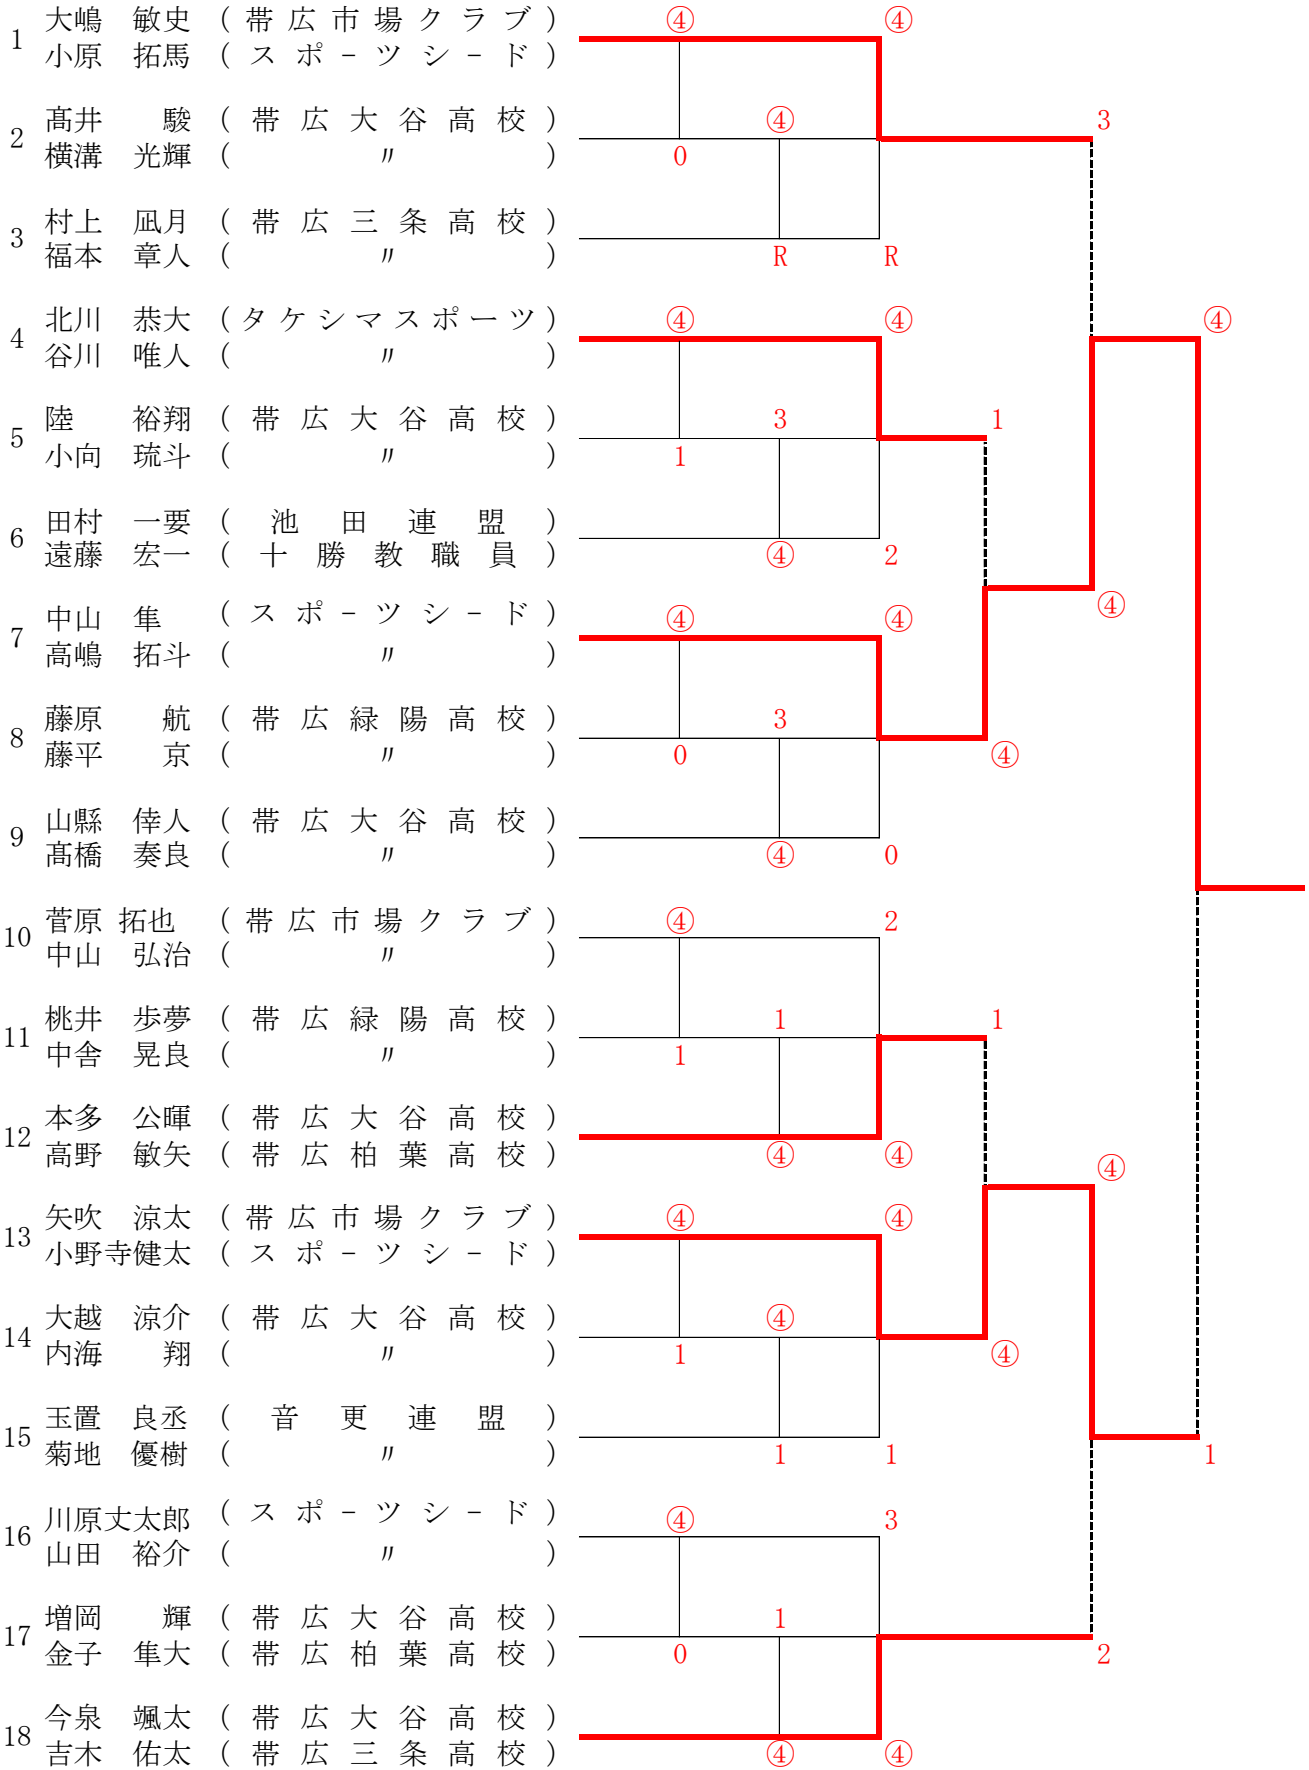 1
大嶋 敏史 ( 帯広市場クラブ ) ④ ④
小原 拓馬 ( スポ-ツシ-ド )
2
髙井 駿 ( 帯広大谷高校 ) ④ 3
横溝 光輝 ( 〃 ) 0
3
村上 凪月 ( 帯広三条高校 )
福本 章人 ( 〃 ) R R
4
北川 恭大 ( タケシマスポーツ ) ④ ④ ④
谷川 唯人 ( 〃 )
5
陸 裕翔 ( 帯広大谷高校 ) 3 1
小向 琉斗 ( 〃 ) 1
6
田村 一要 ( 池田連盟 )
遠藤 宏一 ( 十勝教職員 ) ④ 2
7
中山 隼 ( スポ-ツシ-ド ) ④ ④ ④
高嶋 拓斗 ( 〃 )
8
藤原 航 ( 帯広緑陽高校 ) 3
藤平 京 ( 〃 ) 0 ④
9
山縣 倖人 ( 帯広大谷高校 )
髙橋 奏良 ( 〃 ) ④ 0
10
菅原 拓也 ( 帯広市場クラブ ) ④ 2
中山 弘治 ( 〃 )
11
桃井 歩夢 ( 帯広緑陽高校 ) 1 1
中舎 晃良 ( 〃 ) 1
12
本多 公暉 ( 帯広大谷高校 )
高野 敏矢 ( 帯広柏葉高校 ) ④ ④ ④
13
矢吹 涼太 ( 帯広市場クラブ ) ④ ④
小野寺健太 ( スポ-ツシ-ド )
14
大越 涼介 ( 帯広大谷高校 ) ④
内海 翔 ( 〃 ) 1 ④
15
玉置 良丞 ( 音更連盟 )
菊地 優樹 ( 〃 ) 1 1 1
16
川原丈太郎 ( スポ-ツシ-ド ) ④ 3
山田 裕介 ( 〃 )
17
増岡 輝 ( 帯広大谷高校 ) 1
金子 隼大 ( 帯広柏葉高校 ) 0 2
18
今泉 颯太 ( 帯広大谷高校 )
吉木 佑太 ( 帯広三条高校 ) ④ ④